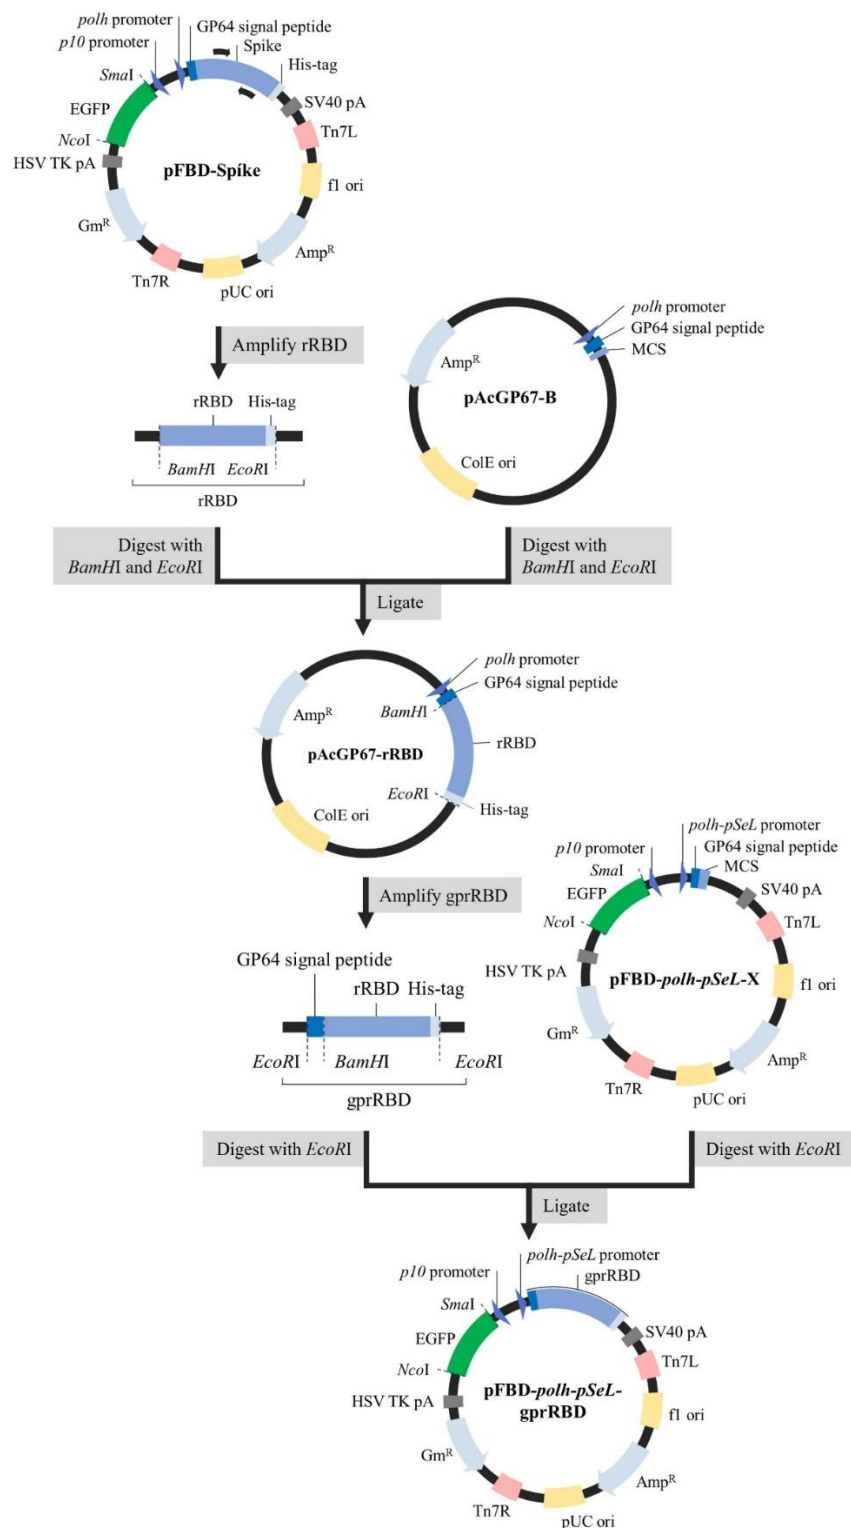 polh promoter
GP64 signal peptide
p10 promoter
Spike
SmaI
His-tag
EGFP
SV40 pA
Tn7L
NcoI
HSV TK pA
pFBD-Spike
f1 ori
GmR
AmpR
Tn7R
pUC ori
Amplify rRBD
polh promoter
GP64 signal peptide
MCS
AmpR
pAcGP67-B
ColE ori
rRBD
His-tag
BamHI
EcoRI
rRBD
Digest with
BamHI and EcoRI
Digest with
BamHI and EcoRI
Ligate
polh promoter
GP64 signal peptide
BamHI
AmpR
pAcGP67-rRBD
rRBD
EcoRI
His-tag
ColE ori
Amplify gprRBD
polh-pSeL promoter
p10 promoter
GP64 signal peptide
SmaI
MCS
EGFP
SV40 pA
NcoI
Tn7L
HSV TK pA
pFBD-polh-pSeL-X
f1 ori
GmR
AmpR
Tn7R
pUC ori
GP64 signal peptide
rRBD
His-tag
EcoRI
BamHI
EcoRI
gprRBD
Digest with EcoRI
Digest with EcoRI
Ligate
polh-pSeL promoter
p10 promoter
gprRBD
SmaI
EGFP
SV40 pA
Tn7L
NcoI
HSV TK pA
pFBD-polh-pSeL-
gprRBD
f1 ori
GmR
AmpR
Tn7R
pUC ori